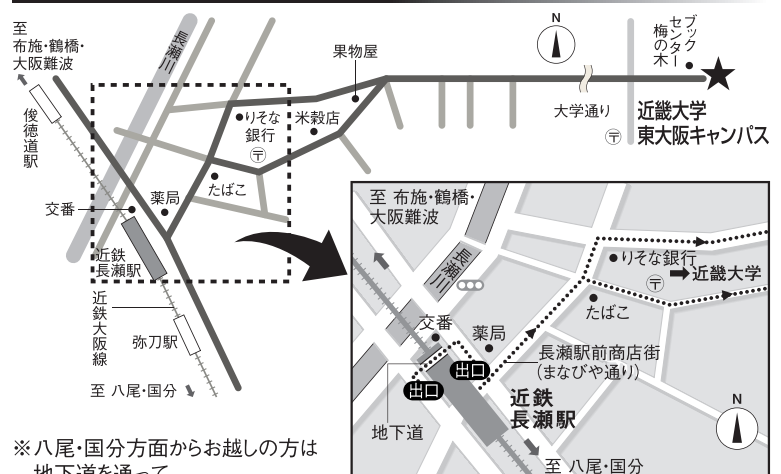 至
布施・鶴橋・
大阪難波
長瀬川
果物屋
N
ブック
センター
梅の木
俊徳道駅
りそな
銀行
米穀店
大学通り
近畿大学
東大阪キャンパス
交番
薬局
たばこ
近鉄
長瀬駅
近鉄大阪線
弥刀駅
至 八尾・国分
至 布施・鶴橋・
大阪難波
長瀬川
りそな銀行
近畿大学
たばこ
交番
薬局
長瀬駅前商店街
(まなびや通り)
出口
出口
近鉄
長瀬駅
地下道
N
至 八尾・国分
※八尾・国分方面からお越しの方は
地下道を通って